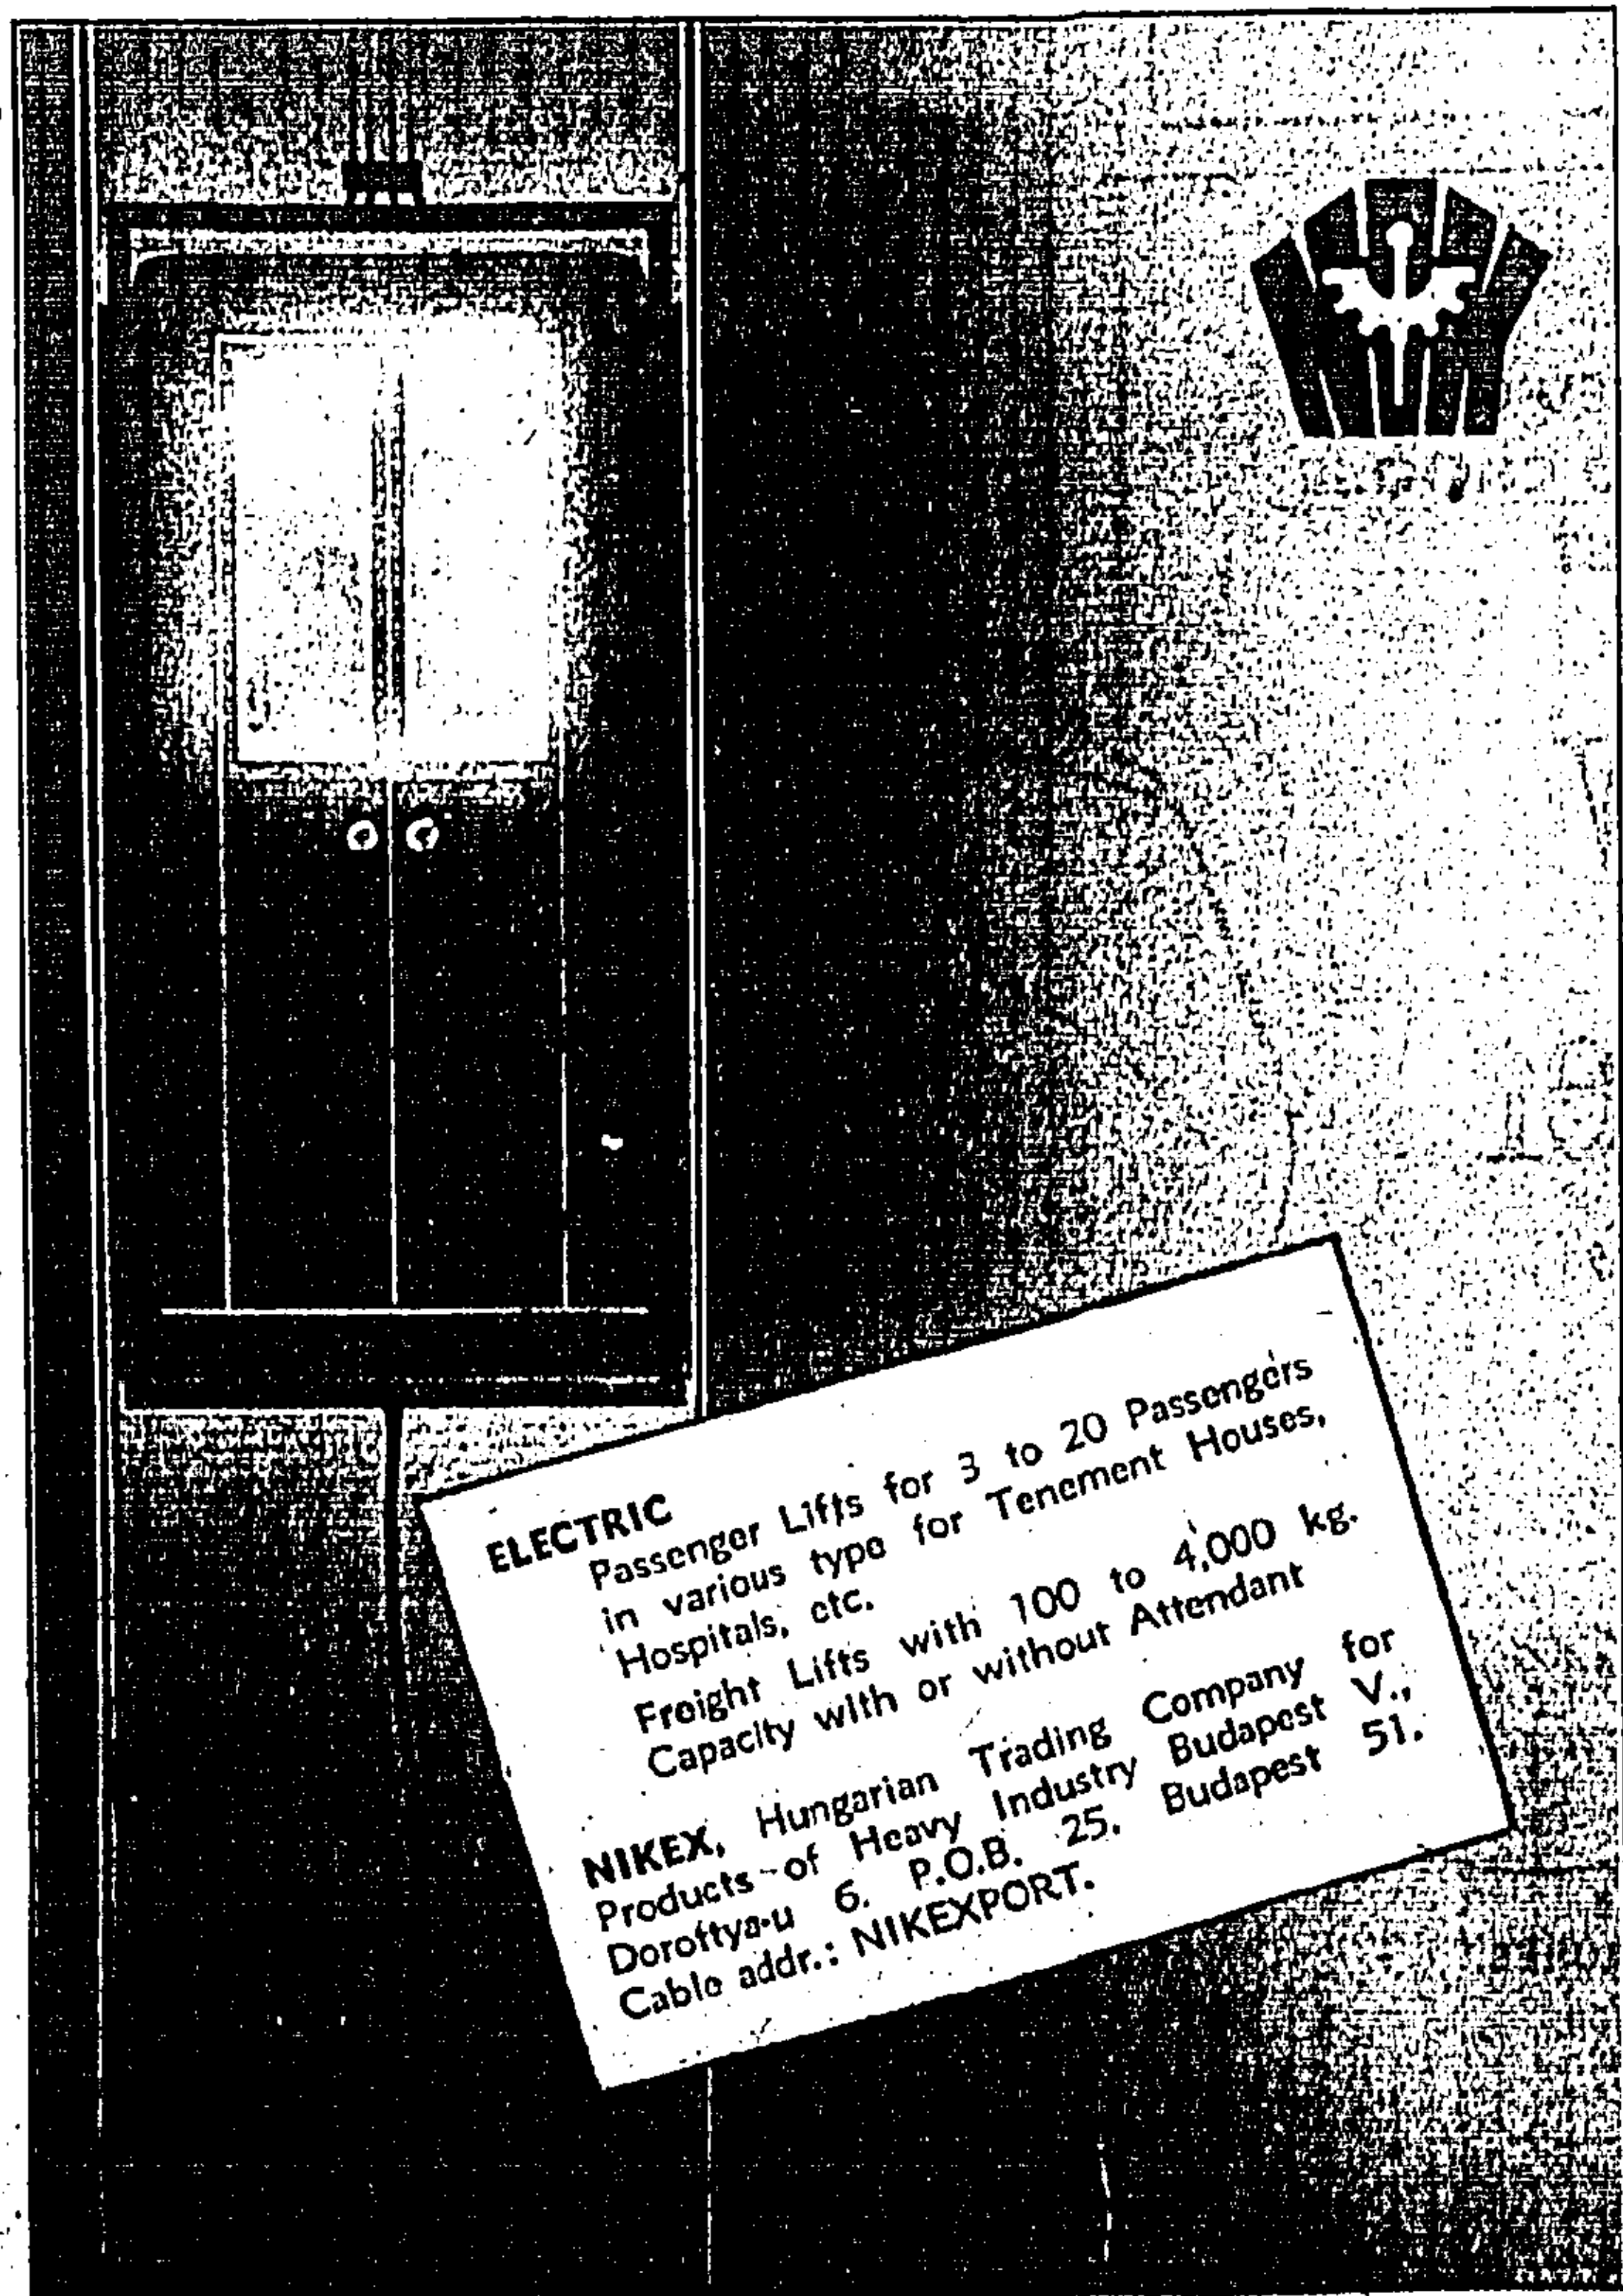 ELECTRIC
Passenger Lifts for 3 to 20 Passengers
in various type for Tenement Houses,
Hospitals, etc.
Freight Lifts with 100 to 4,000 kg.
Capacity with or without Attendant
NIKEX, Hungarian Trading Company for
Products of Heavy Industry Budapest V.,
Dorottya-u 6. P.O.B. 25. Budapest 51.
Cable addr.: NIKEXPORT.